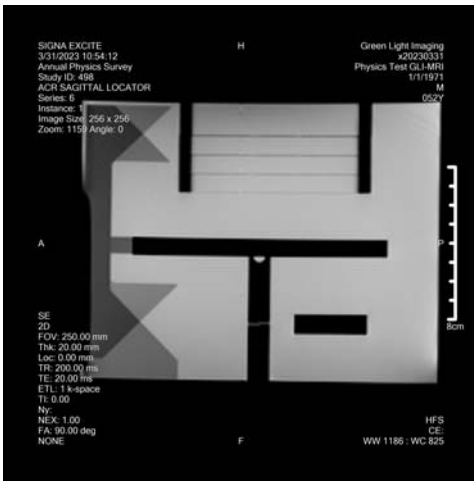 SIGNA EXCITE
3/31/2023 10:54:12
Annual Physics Survey
Study ID: 498
ACR SAGITTAL LOCATOR
Series: 6
Instance: 1
Image Size: 256 x 256
Zoom: 115% Angle: 0
H
Green Light Imaging
x20230331
Physics Test GLI-MRI
1/1/1971
M
052Y
A
P
8cm
SE
2D
FOV: 250.00 mm
Thk: 20.00 mm
Loc: 0.00 mm
TR: 200.00 ms
TE: 20.00 ms
ETL: 1 k-space
TI: 0.00
Ny:
NEX: 1.00
FA: 90.00 deg
NONE
F
HFS
CE:
WW 1186 : WC 825